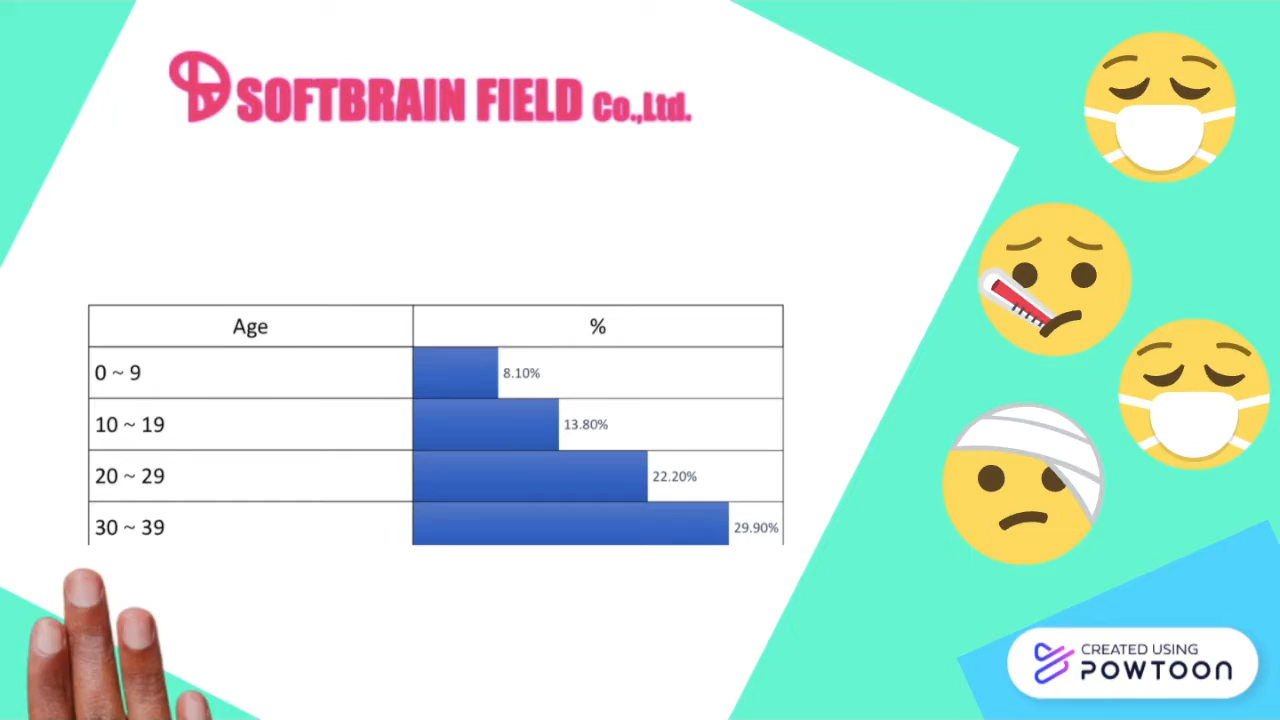 SOFTBRAIN FIELD Co.,Ltd.
Age %
0 ~ 9 8.10%
10 ~ 19 13.80%
20 ~ 29 22.20%
30 ~ 39 29.90%
CREATED USING
POWTOON